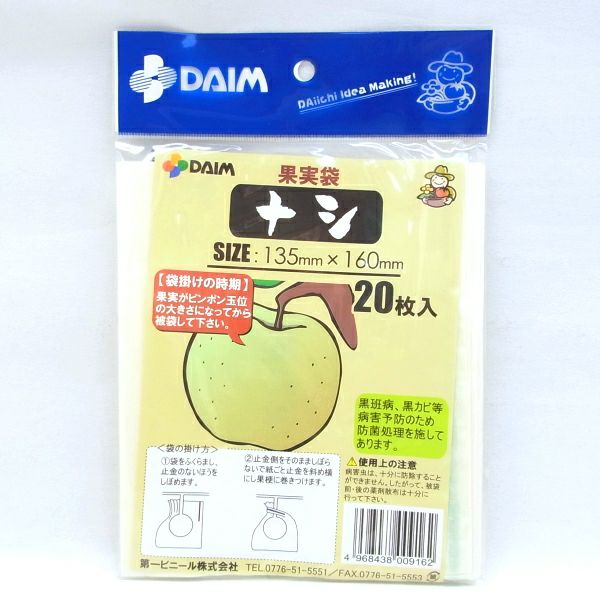 DAIM
DAiichi Idea Making!
DAIM
果実袋
ナシ
SIZE：135mm×160mm
20枚入
【袋掛けの時期】
果実がピンポン玉位
の大きさになってから
被袋して下さい。
黒班病、黒カビ等
病害予防のため
防菌処理を施して
あります。
＜袋の掛け方＞
①袋をふくらまし、
止金のないほうを
しぼめます。
②止金側をそのまましぼら
ないで紙ごと止金を斜め横
にし果梗に巻きつけます。
使用上の注意
病害虫は、十分に防除すること
ができません。したがって、被袋
前・後の薬剤散布は十分に
行って下さい。
4 968438 009162
第一ビニール株式会社 TEL.0776-51-5551／FAX.0776-51-5553